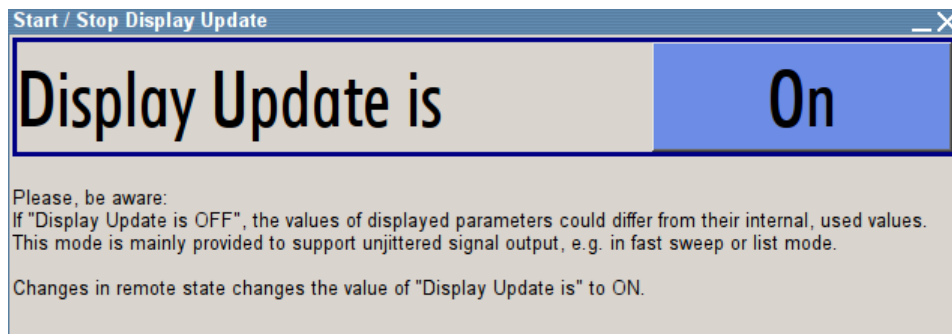 Start / Stop Display Update
Display Update is On
Please, be aware:
If "Display Update is OFF", the values of displayed parameters could differ from their internal, used values.
This mode is mainly provided to support unjittered signal output, e.g. in fast sweep or list mode.
Changes in remote state changes the value of "Display Update is" to ON.